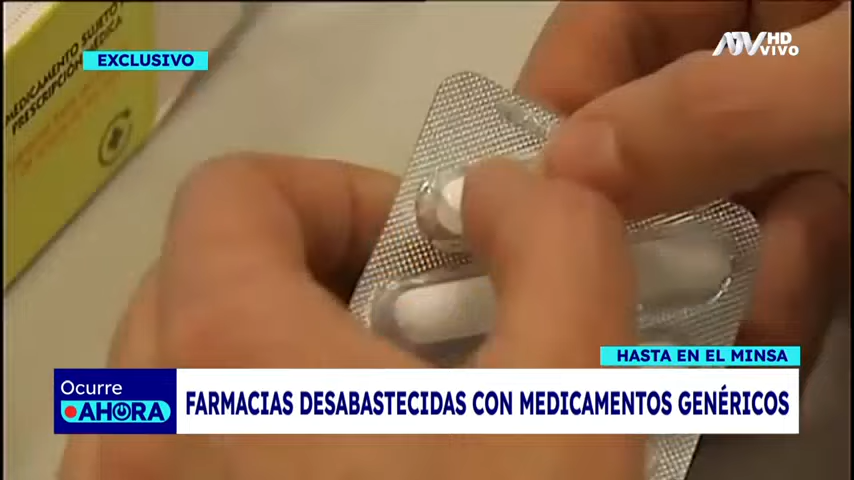 EXCLUSIVO
ATV HD
VIVO
MEDICAMENTO SUJETO
PRESCRIPCIÓN MÉDICA
HASTA EN EL MINSA
Ocurre
AHORA
FARMACIAS DESABASTECIDAS CON MEDICAMENTOS GENÉRICOS